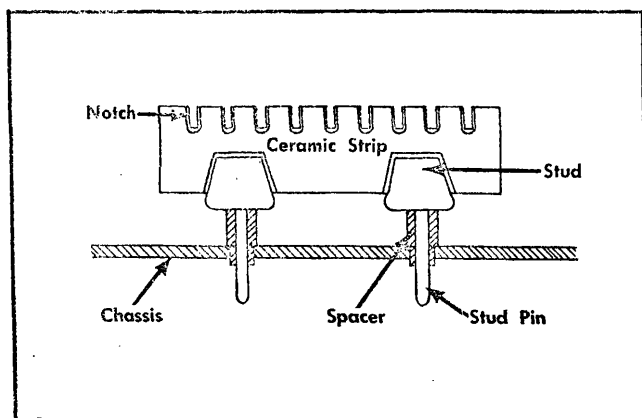 Notch
Ceramic Strip
Stud
Chassis
Spacer
Stud Pin